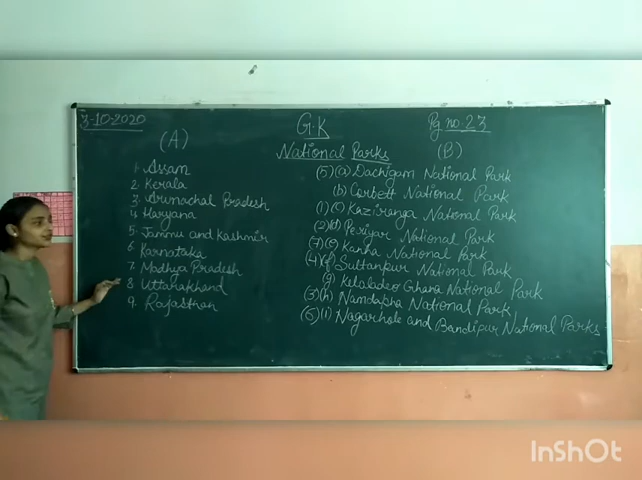 3-10-2020
G.K
Pg no. 23
National Parks
(A)
(B)
1. Assam
2. Kerala
3. Arunachal Pradesh
4. Haryana
5. Jammu and Kashmir
6. Karnataka
7. Madhya Pradesh
8. Uttarakhand
9. Rajasthan
(5) (a) Dachigam National Park
(b) Corbett National Park
(1) (c) Kaziranga National Park
(2) (d) Periyar National Park
(7) (e) Kanha National Park
(4) (f) Sultanpur National Park
(g) Keloladeo Ghana National Park
(3) (h) Namdapha National Park
(6) (i) Nagarhole and Bandipur National Parks
InShOt